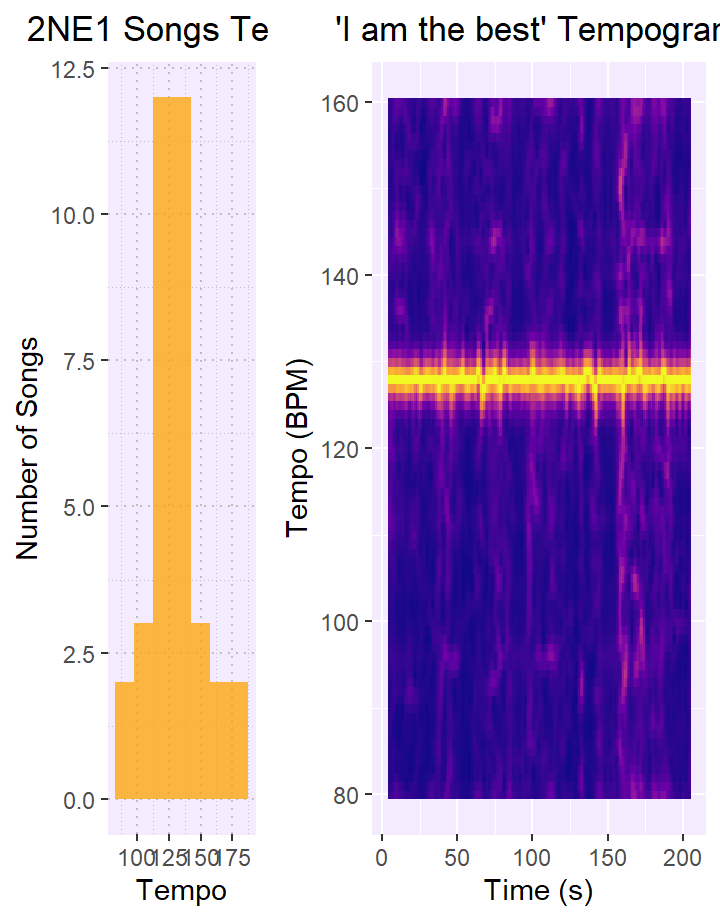 2NE1 Songs Te
Number of Songs
12.5
10.0
7.5
5.0
2.5
0.0
100 125 150 175
Tempo
'I am the best' Tempogran
Tempo (BPM)
160
140
120
100
80
0 50 100 150 200
Time (s)